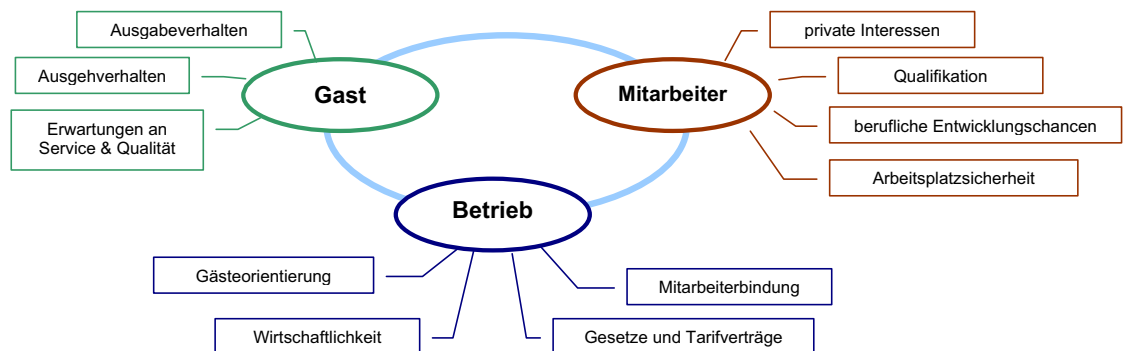 Ausgabeverhalten
private Interessen
Ausgehverhalten
Qualifikation
Gast
Mitarbeiter
Erwartungen an
Service & Qualität
berufliche Entwicklungschancen
Arbeitsplatzsicherheit
Betrieb
Gästeorientierung
Mitarbeiterbindung
Wirtschaftlichkeit
Gesetze und Tarifverträge